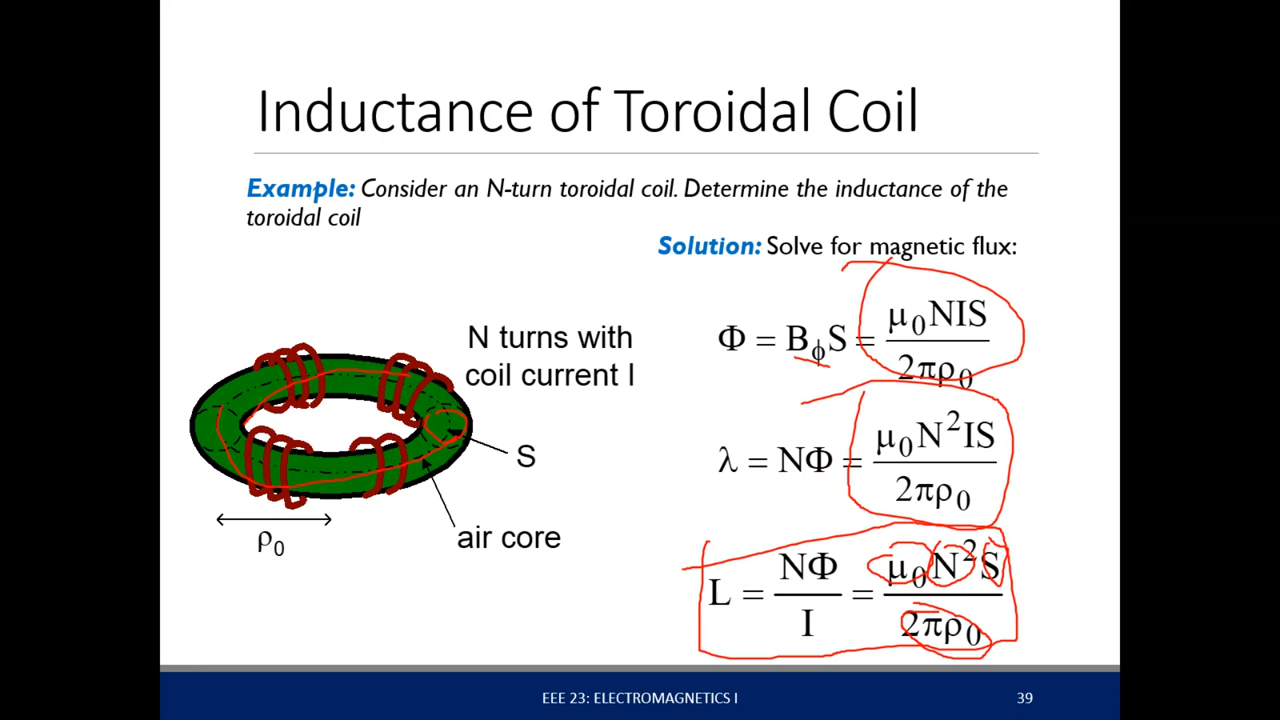 Inductance of Toroidal Coil
Example: Consider an N-turn toroidal coil. Determine the inductance of the
toroidal coil
Solution: Solve for magnetic flux:
Φ = BϕS = μ₀NIS / 2πρ₀
N turns with
coil current I
λ = NΦ = μ₀N²IS / 2πρ₀
S
ρ₀
air core
L = NΦ / I = μ₀N²S / 2πρ₀
EEE 23: ELECTROMAGNETICS I
39